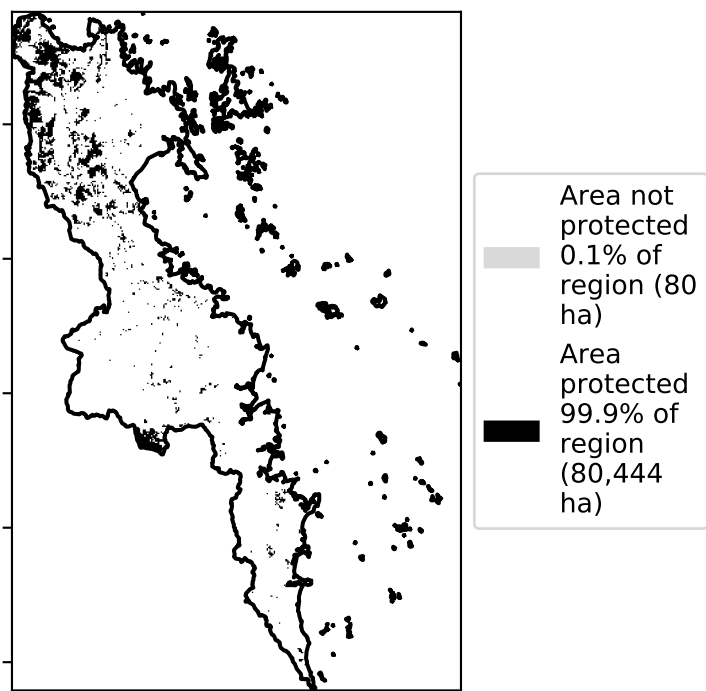 Area not
protected
0.1% of
region (80
ha)
Area
protected
99.9% of
region
(80,444
ha)